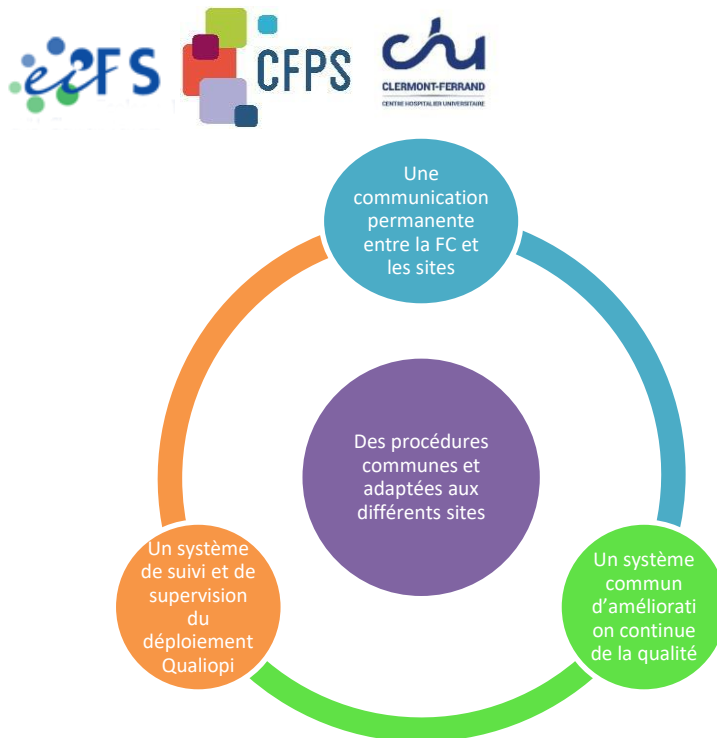 eciFS
CFPS
chu
CLERMONT-FERRAND
CENTRE HOSPITALIER UNIVERSITAIRE
Une
communication
permanente
entre la FC et
les sites
Des procédures
communes et
adaptées aux
différents sites
Un système
de suivi et de
supervision
du
déploiement
Qualiopi
Un système
commun
d'améliorati
on continue
de la qualité